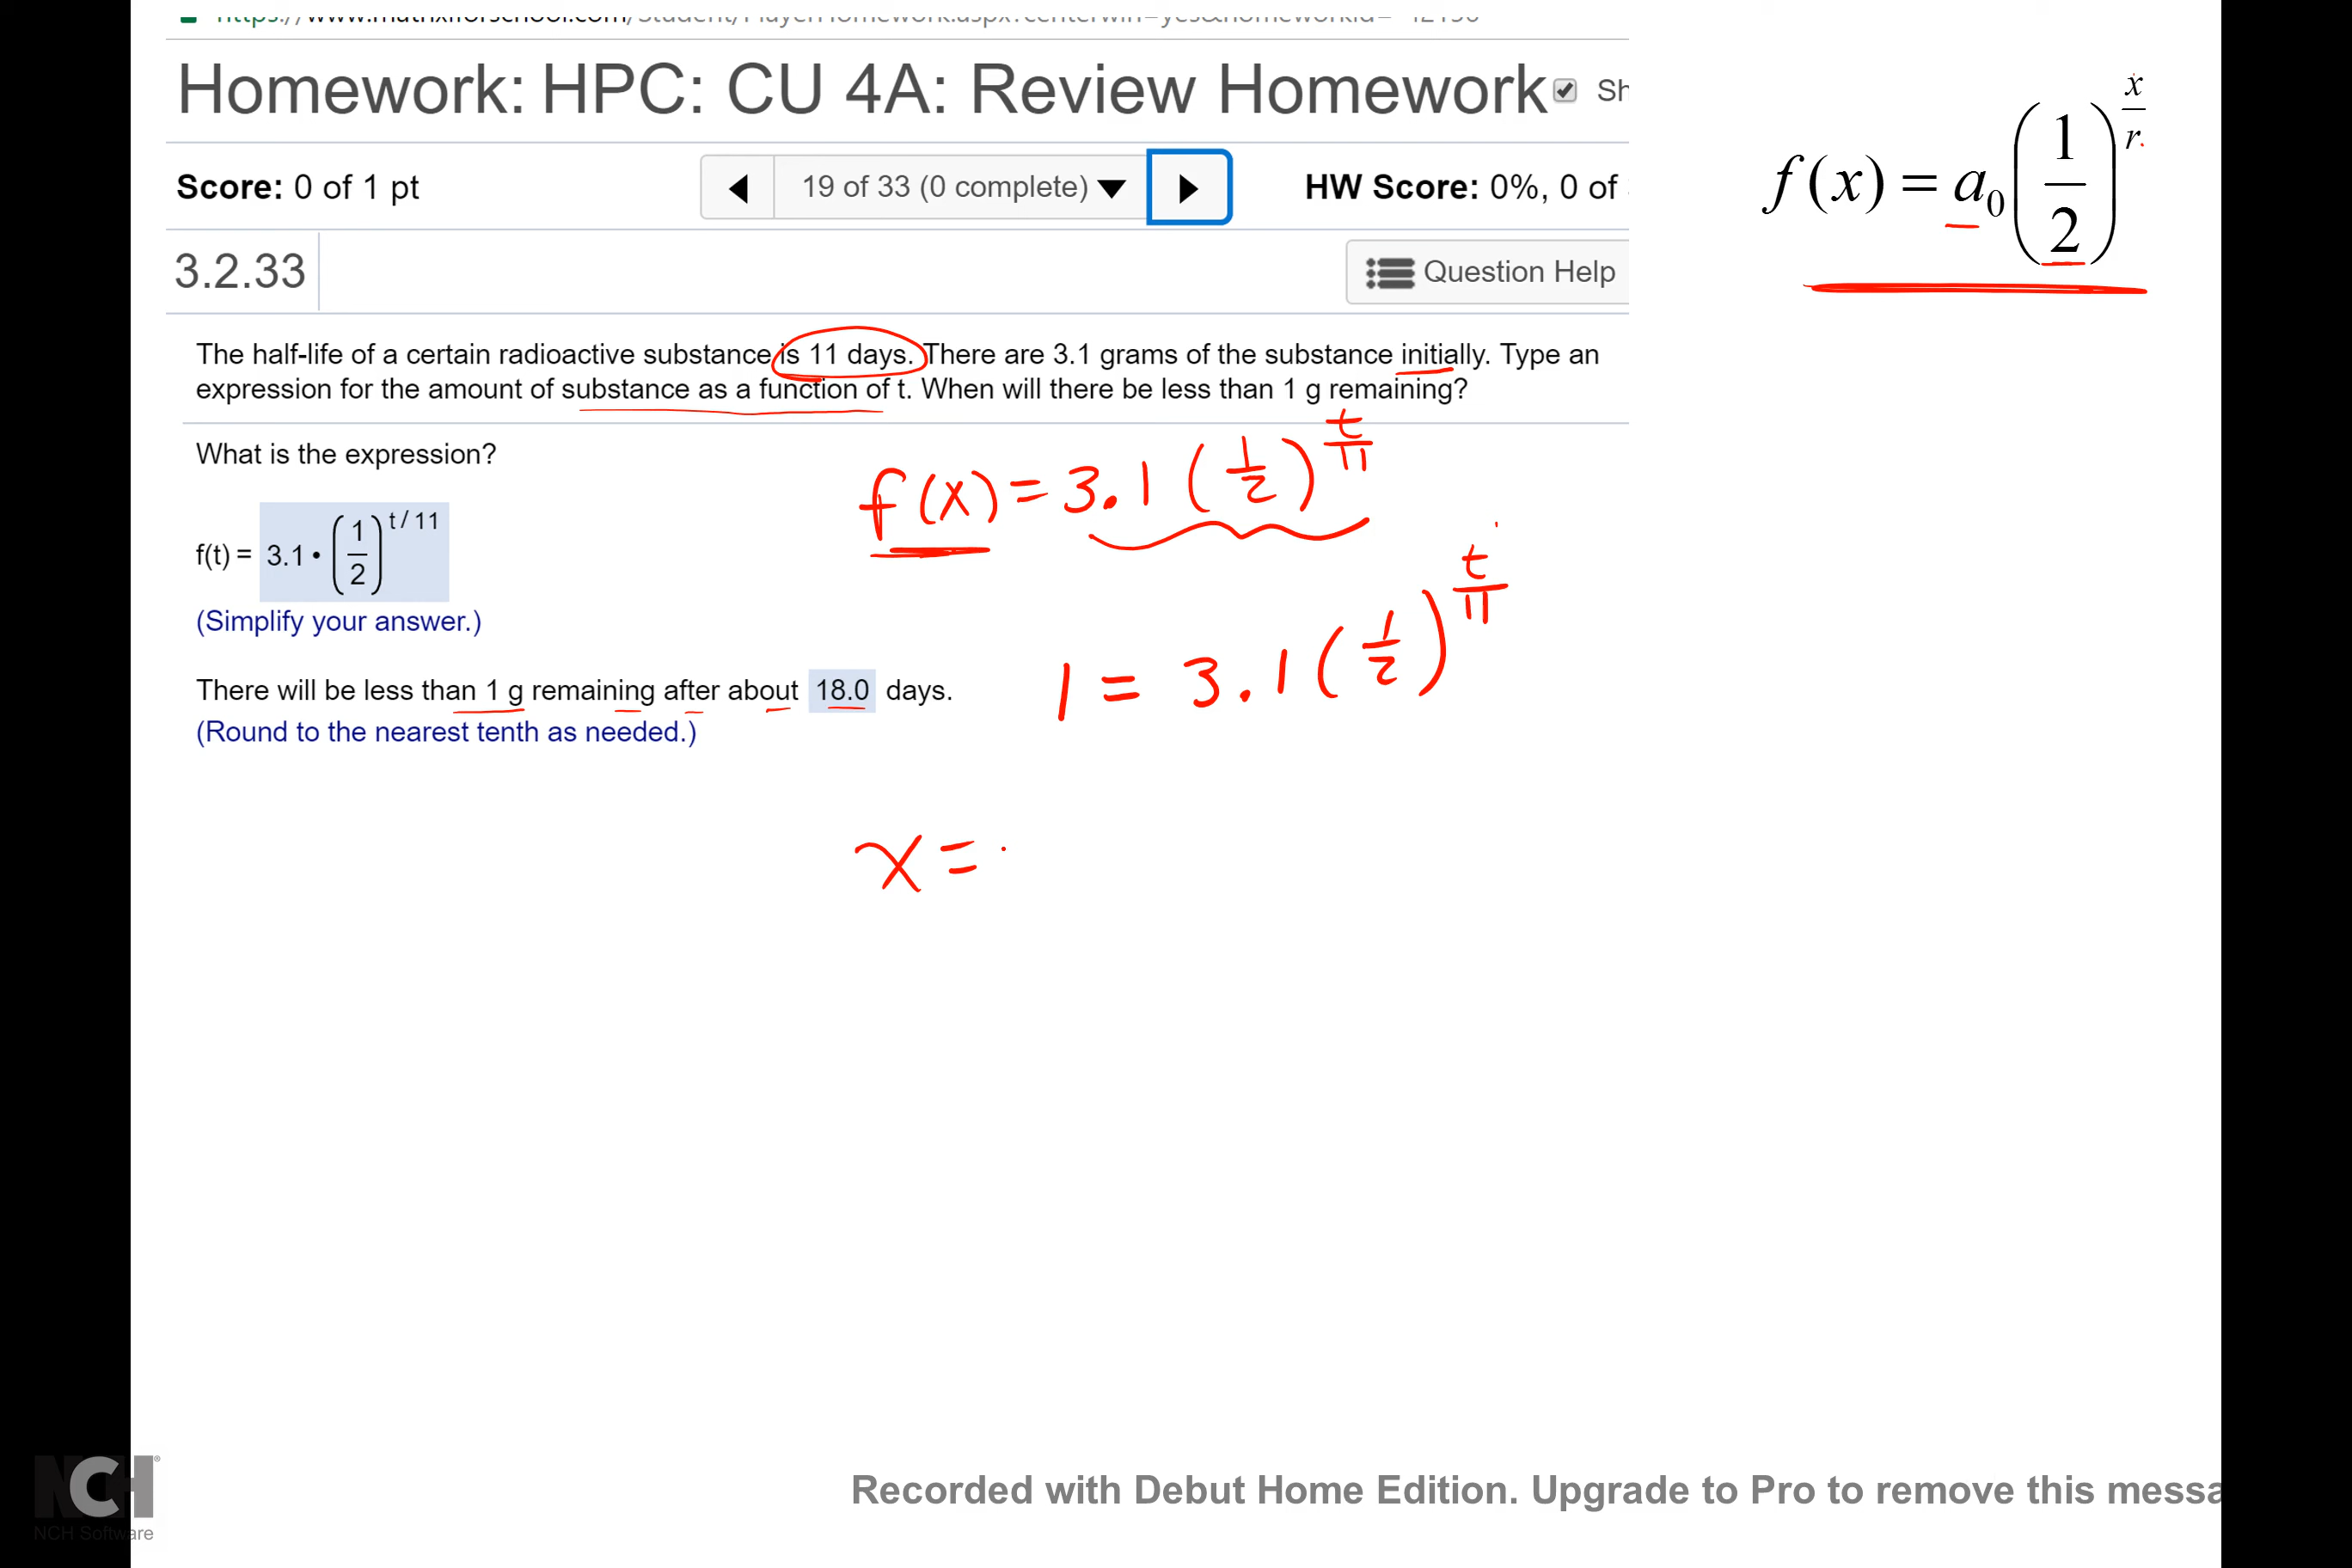 Homework: HPC: CU 4A: Review Homework Sh
f(x) = a₀(1/2)^(x/r)
Score: 0 of 1 pt
19 of 33 (0 complete)
HW Score: 0%, 0 of
3.2.33
Question Help
The half-life of a certain radioactive substance is 11 days. There are 3.1 grams of the substance initially. Type an
expression for the amount of substance as a function of t. When will there be less than 1 g remaining?
What is the expression?
f(x) = 3.1 (1/2)^(t/11)
f(t) = 3.1 • (1/2)^(t/11)
(Simplify your answer.)
1 = 3.1 (1/2)^(t/11)
There will be less than 1 g remaining after about 18.0 days.
(Round to the nearest tenth as needed.)
x =
NCH®
NCH Software
Recorded with Debut Home Edition. Upgrade to Pro to remove this messa